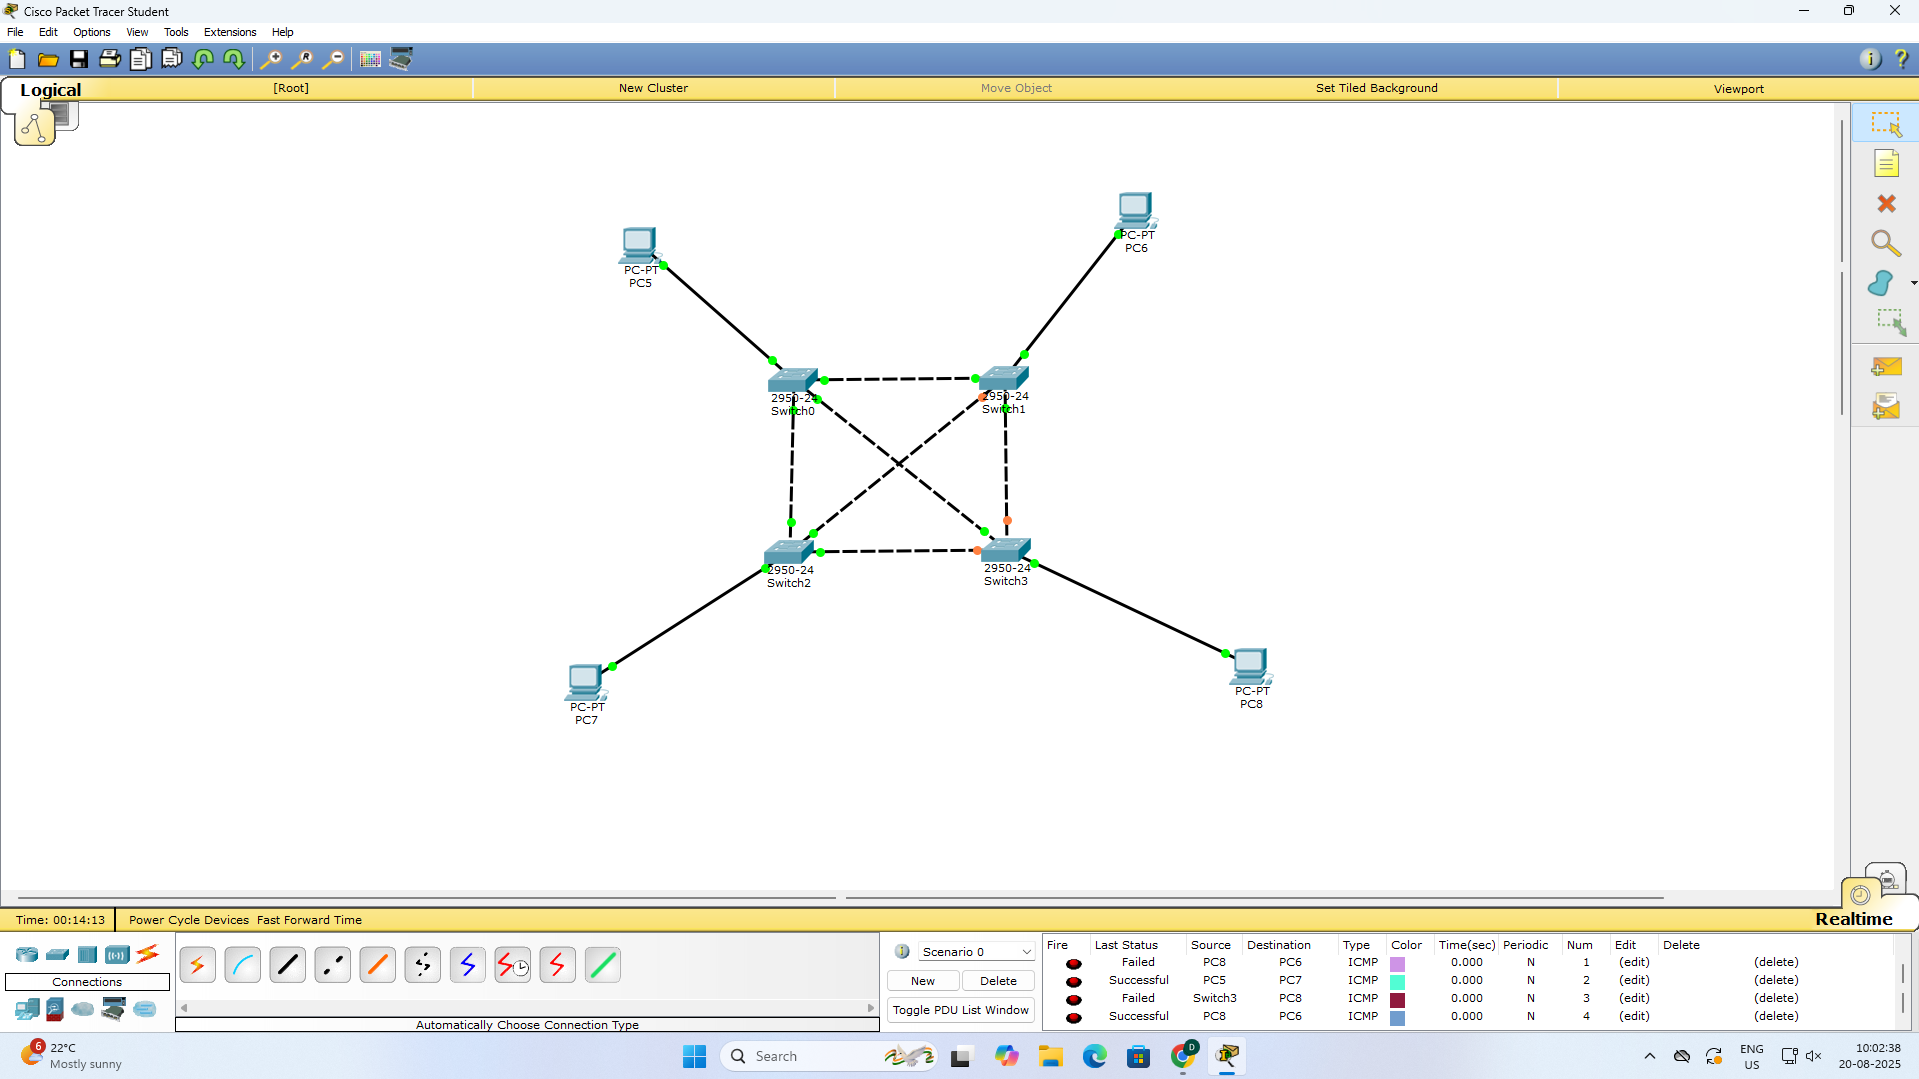 Cisco Packet Tracer Student
File Edit Options View Tools Extensions Help
Logical [Root] New Cluster Move Object Set Tiled Background Viewport
PC-PT
PC6
PC-PT
PC5
2950-24
Switch0
2950-24
Switch1
2950-24
Switch2
2950-24
Switch3
PC-PT
PC7
PC-PT
PC8
Time: 00:14:13 Power Cycle Devices Fast Forward Time Realtime
Connections
Automatically Choose Connection Type
Scenario 0
New Delete
Toggle PDU List Window
Fire Last Status Source Destination Type Color Time(sec) Periodic Num Edit Delete
Failed PC8 PC6 ICMP 0.000 N 1 (edit) (delete)
Successful PC5 PC7 ICMP 0.000 N 2 (edit) (delete)
Failed Switch3 PC8 ICMP 0.000 N 3 (edit) (delete)
Successful PC8 PC6 ICMP 0.000 N 4 (edit) (delete)
6
22°C
Mostly sunny
Search
D
ENG
US
10:02:38
20-08-2025